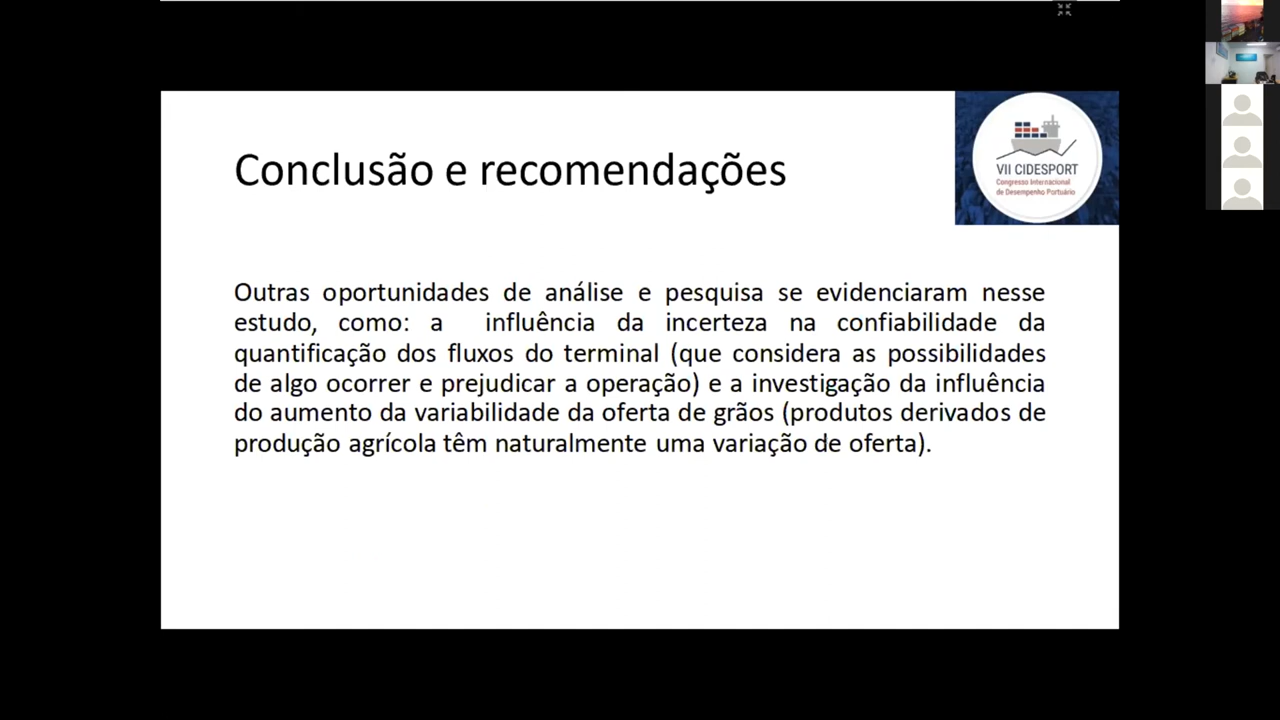 Conclusão e recomendações
VII CIDESPORT
Congresso Internacional
de Desempenho Portuário
Outras oportunidades de análise e pesquisa se evidenciaram nesse
estudo, como: a influência da incerteza na confiabilidade da
quantificação dos fluxos do terminal (que considera as possibilidades
de algo ocorrer e prejudicar a operação) e a investigação da influência
do aumento da variabilidade da oferta de grãos (produtos derivados de
produção agrícola têm naturalmente uma variação de oferta).